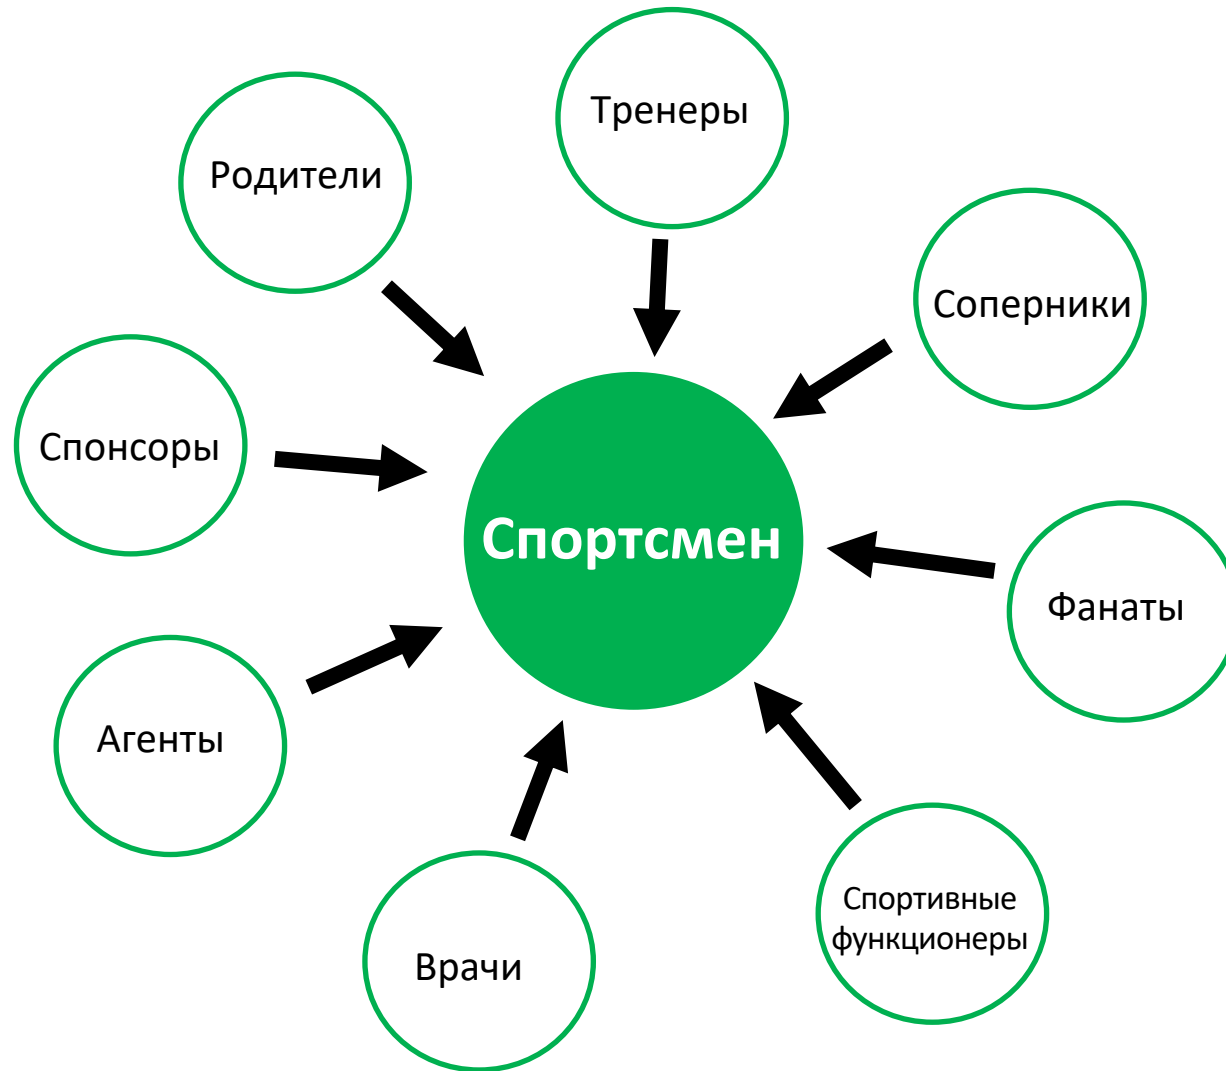 Тренеры
Родители
Соперники
Спонсоры
Спортсмен
Фанаты
Агенты
Спортивные
функционеры
Врачи